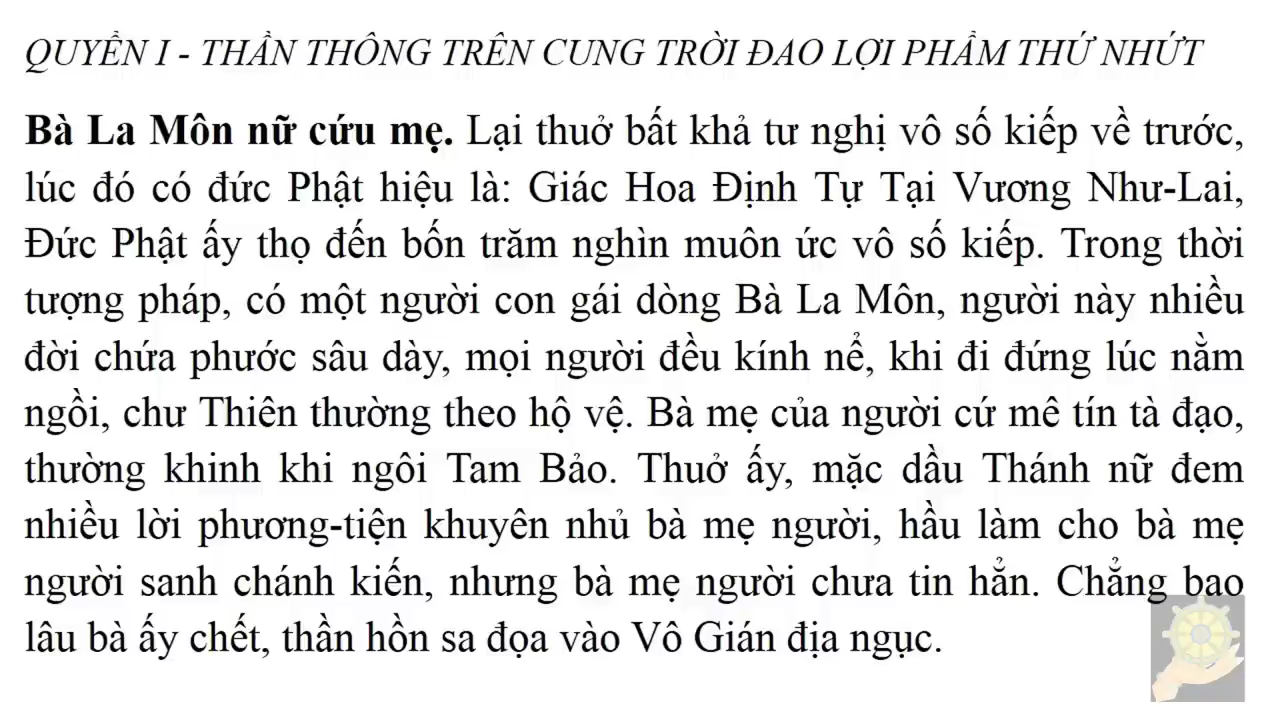 QUYỂN I - THẦN THÔNG TRÊN CUNG TRỜI ĐAO LỢI PHẨM THỨ NHỨT
Bà La Môn nữ cứu mẹ. Lại thuở bất khả tư nghị vô số kiếp về trước,
lúc đó có đức Phật hiệu là: Giác Hoa Định Tự Tại Vương Như-Lai,
Đức Phật ấy thọ đến bốn trăm nghìn muôn ức vô số kiếp. Trong thời
tượng pháp, có một người con gái dòng Bà La Môn, người này nhiều
đời chứa phước sâu dày, mọi người đều kính nể, khi đi đứng lúc nằm
ngồi, chư Thiên thường theo hộ vệ. Bà mẹ của người cứ mê tín tà đạo,
thường khinh khi ngôi Tam Bảo. Thuở ấy, mặc dầu Thánh nữ đem
nhiều lời phương-tiện khuyên nhủ bà mẹ người, hầu làm cho bà mẹ
người sanh chánh kiến, nhưng bà mẹ người chưa tin hẳn. Chẳng bao
lâu bà ấy chết, thần hồn sa đọa vào Vô Gián địa ngục.